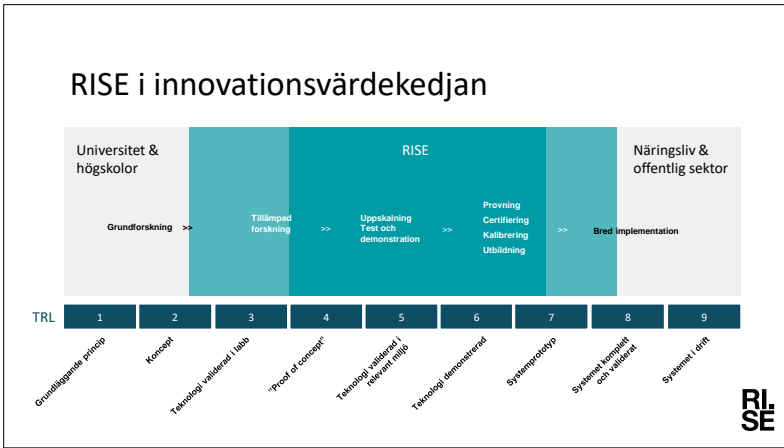 RISE i innovationsvärdekedjan
Universitet &
högskolor
RISE
Näringsliv &
offentlig sektor
Grundforskning >>
Tillämpad
forskning
>>
Uppskalning
Test och
demonstration
>>
Provning
Certifiering
Kalibrering
Utbildning
>>
Bred implementation
TRL 1 2 3 4 5 6 7 8 9
Grundläggande princip
Koncept
Teknologi validerad i labb
"Proof of concept"
Teknologi validerad i
relevant miljö
Teknologi demonstrerad
Systemprototyp
Systemet komplett
och validerat
Systemet i drift
RI.
SE